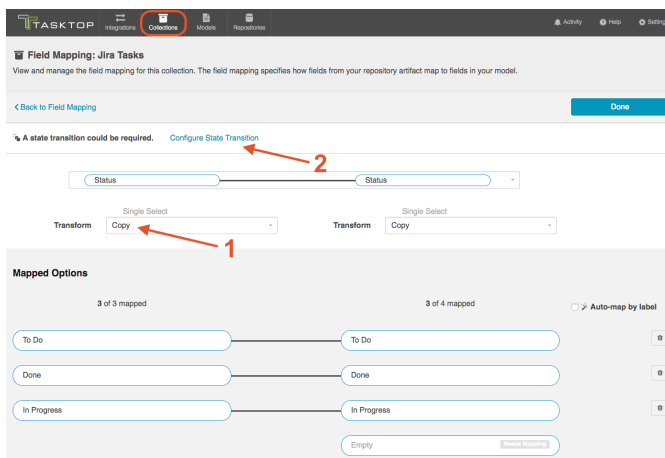 TASKTOP
Integrations
Collections
Models
Repositories
Activity
Help
Setting
Field Mapping: Jira Tasks
View and manage the field mapping for this collection. The field mapping specifies how fields from your repository artifact map to fields in your model.
Back to Field Mapping
Done
A state transition could be required. Configure State Transition
2
Status Status
Single Select Single Select
Transform Copy Transform Copy
1
Mapped Options
3 of 3 mapped 3 of 4 mapped
Auto-map by label
To Do To Do
Done Done
In Progress In Progress
Empty Needs Mapping